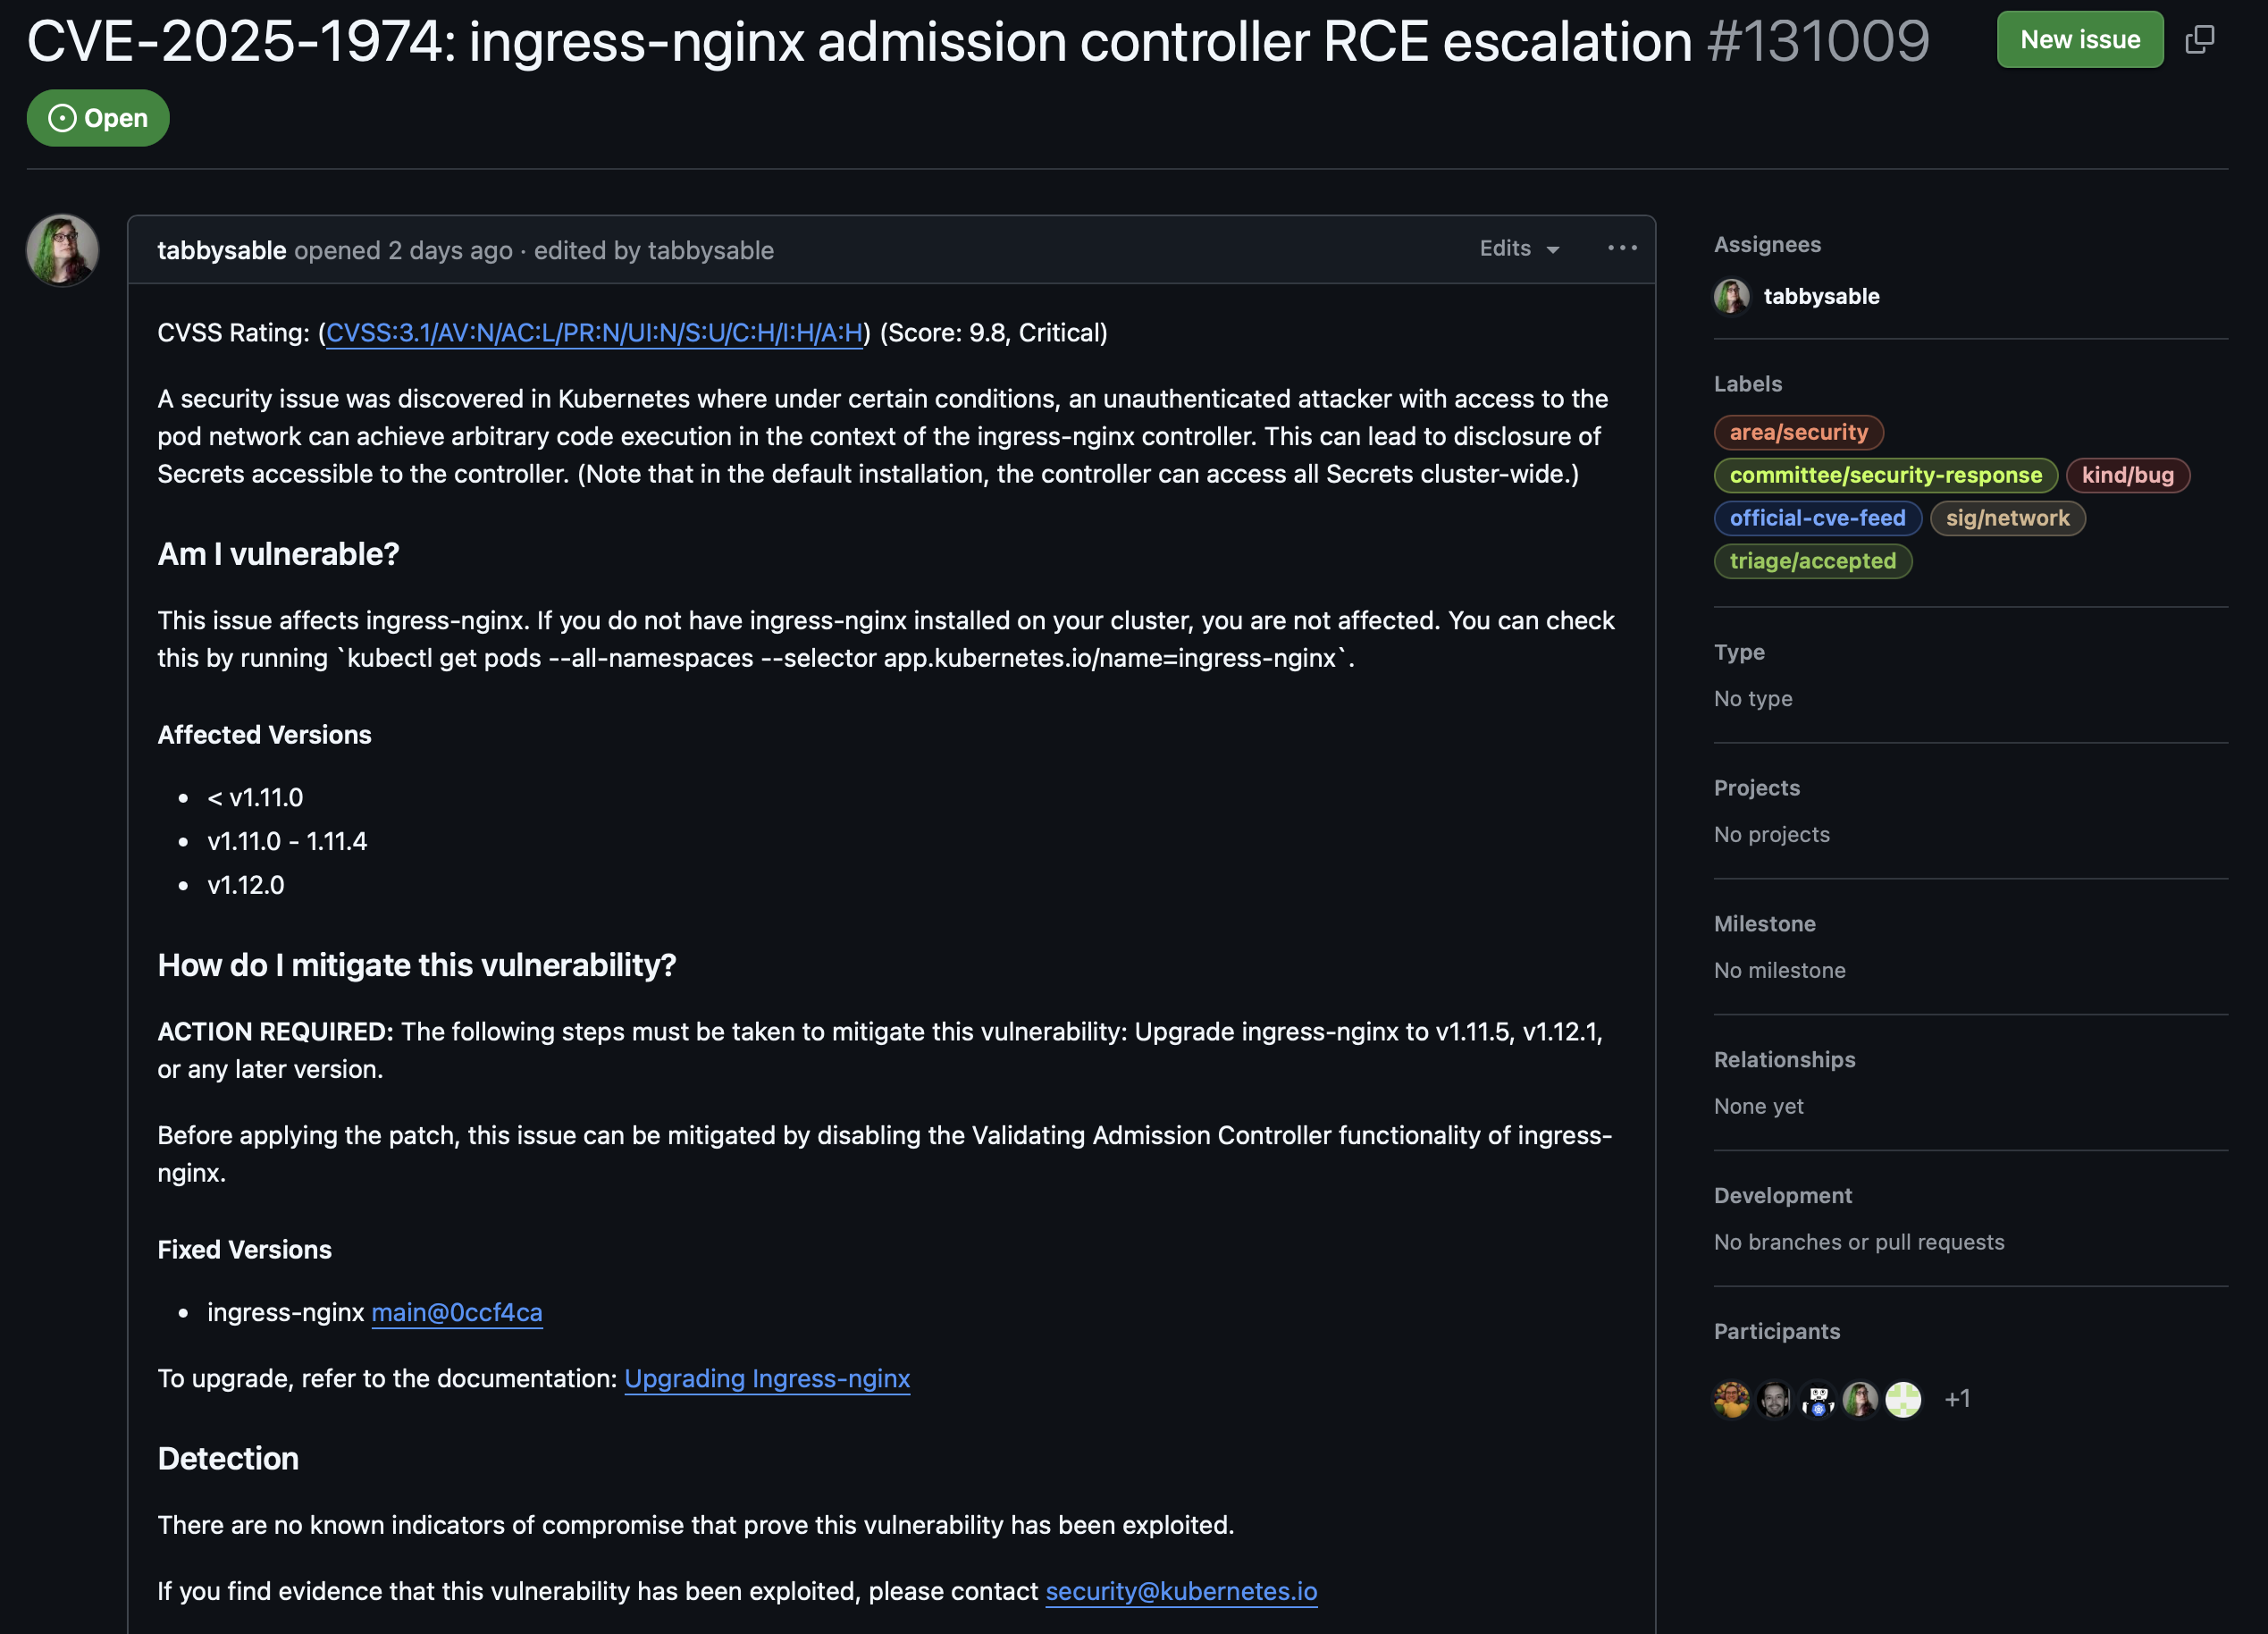 CVE-2025-1974: ingress-nginx admission controller RCE escalation #131009
New issue
Open
tabbysable opened 2 days ago · edited by tabbysable
Edits
CVSS Rating: (CVSS:3.1/AV:N/AC:L/PR:N/UI:N/S:U/C:H/I:H/A:H) (Score: 9.8, Critical)
A security issue was discovered in Kubernetes where under certain conditions, an unauthenticated attacker with access to the
pod network can achieve arbitrary code execution in the context of the ingress-nginx controller. This can lead to disclosure of
Secrets accessible to the controller. (Note that in the default installation, the controller can access all Secrets cluster-wide.)
Am I vulnerable?
This issue affects ingress-nginx. If you do not have ingress-nginx installed on your cluster, you are not affected. You can check
this by running `kubectl get pods --all-namespaces --selector app.kubernetes.io/name=ingress-nginx`.
Affected Versions
• < v1.11.0
• v1.11.0 - 1.11.4
• v1.12.0
How do I mitigate this vulnerability?
ACTION REQUIRED: The following steps must be taken to mitigate this vulnerability: Upgrade ingress-nginx to v1.11.5, v1.12.1,
or any later version.
Before applying the patch, this issue can be mitigated by disabling the Validating Admission Controller functionality of ingress-
nginx.
Fixed Versions
• ingress-nginx main@0ccf4ca
To upgrade, refer to the documentation: Upgrading Ingress-nginx
Detection
There are no known indicators of compromise that prove this vulnerability has been exploited.
If you find evidence that this vulnerability has been exploited, please contact security@kubernetes.io
Assignees
tabbysable
Labels
area/security
committee/security-response kind/bug
official-cve-feed sig/network
triage/accepted
Type
No type
Projects
No projects
Milestone
No milestone
Relationships
None yet
Development
No branches or pull requests
Participants
+1